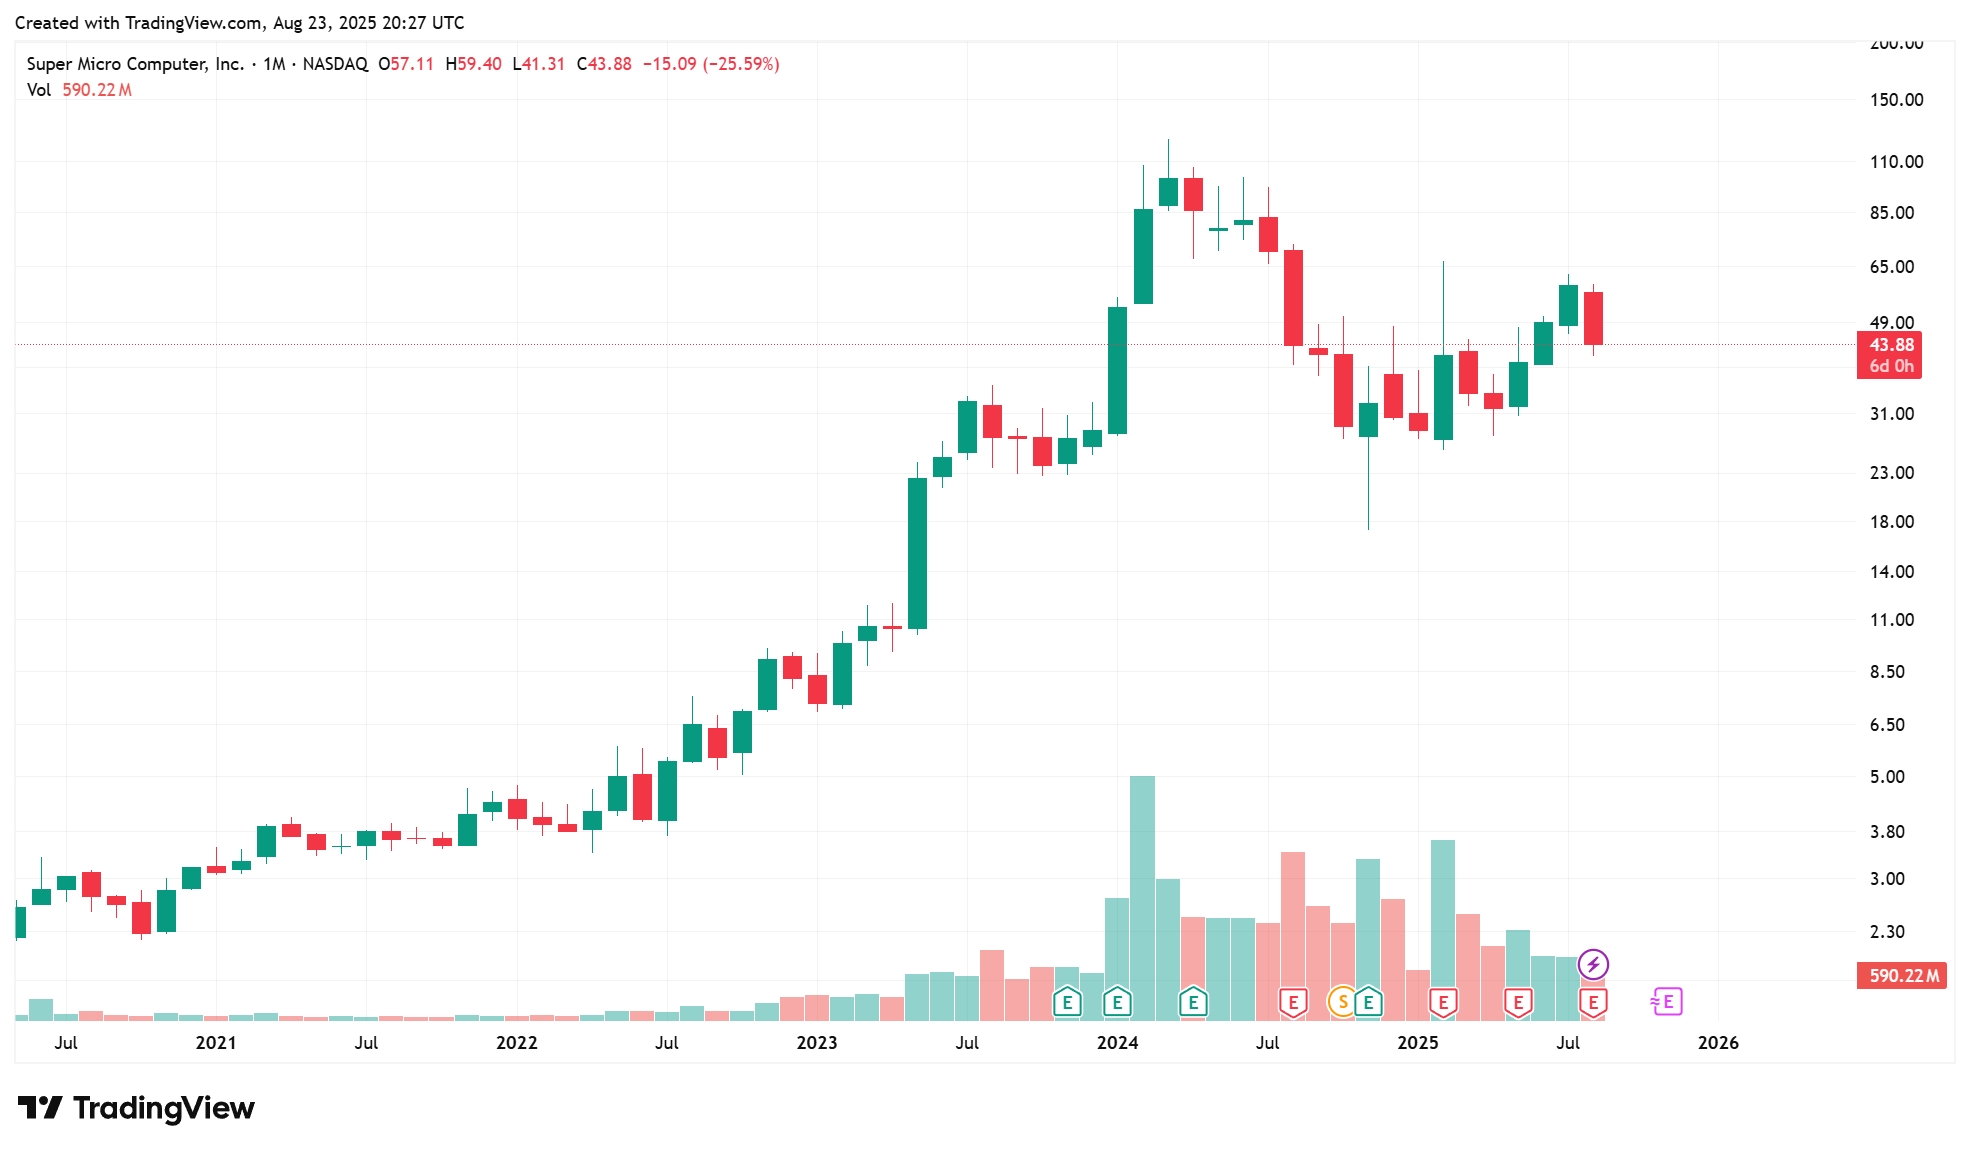 Created with TradingView.com, Aug 23, 2025 20:27 UTC
Super Micro Computer, Inc. · 1M · NASDAQ O57.11 H59.40 L41.31 C43.88 −15.09 (−25.59%)
Vol 590.22 M
200.00
150.00
110.00
85.00
65.00
49.00
43.88
6d 0h
31.00
23.00
18.00
14.00
11.00
8.50
6.50
5.00
3.80
3.00
2.30
590.22 M
E E E E S E E E E ≈E
Jul 2021 Jul 2022 Jul 2023 Jul 2024 Jul 2025 Jul 2026
TradingView